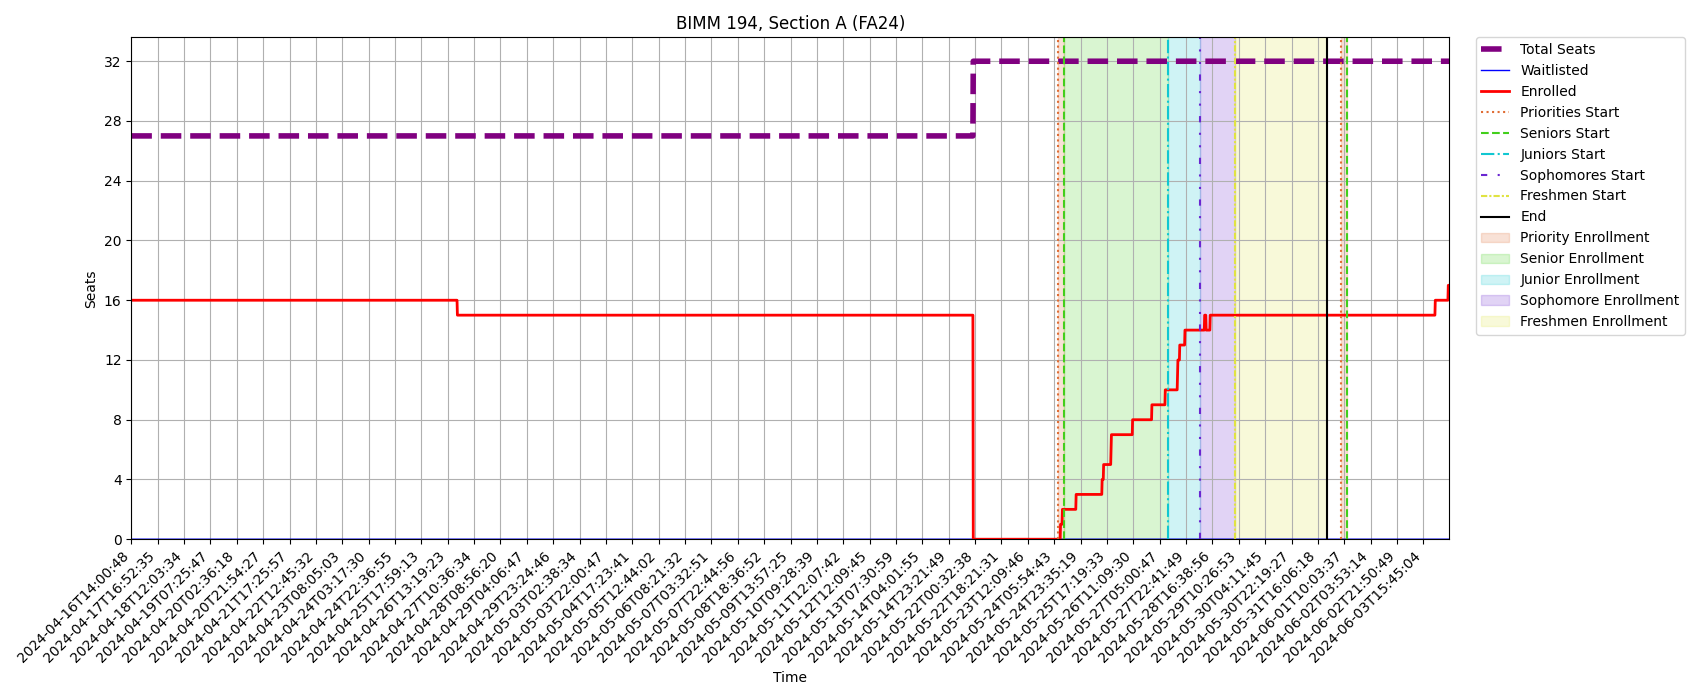 BIMM 194, Section A (FA24)
Seats
32
28
24
20
16
12
8
4
0
2024-04-16T14:00:48
2024-04-17T16:52:35
2024-04-18T12:03:34
2024-04-19T07:25:47
2024-04-20T02:36:18
2024-04-20T21:54:27
2024-04-21T17:25:57
2024-04-22T12:45:32
2024-04-23T08:05:03
2024-04-24T03:17:30
2024-04-24T22:36:55
2024-04-25T17:59:13
2024-04-26T13:19:23
2024-04-27T10:36:34
2024-04-28T08:56:20
2024-04-29T04:06:47
2024-04-29T23:24:46
2024-05-03T02:38:34
2024-05-03T22:00:47
2024-05-04T17:23:41
2024-05-05T12:44:02
2024-05-06T08:21:32
2024-05-07T03:32:51
2024-05-07T22:44:56
2024-05-08T18:36:52
2024-05-09T13:57:25
2024-05-10T09:28:39
2024-05-11T12:07:42
2024-05-12T12:09:45
2024-05-13T07:30:59
2024-05-14T04:01:55
2024-05-14T23:21:49
2024-05-22T00:32:38
2024-05-22T18:21:31
2024-05-23T12:09:46
2024-05-24T05:54:43
2024-05-24T23:35:19
2024-05-25T17:19:33
2024-05-26T11:09:30
2024-05-27T05:00:47
2024-05-27T22:41:49
2024-05-28T16:38:56
2024-05-29T10:26:53
2024-05-30T04:11:45
2024-05-30T22:19:27
2024-05-31T16:06:18
2024-06-01T10:03:37
2024-06-02T03:53:14
2024-06-02T21:50:49
2024-06-03T15:45:04
Time
Total Seats
Waitlisted
Enrolled
Priorities Start
Seniors Start
Juniors Start
Sophomores Start
Freshmen Start
End
Priority Enrollment
Senior Enrollment
Junior Enrollment
Sophomore Enrollment
Freshmen Enrollment